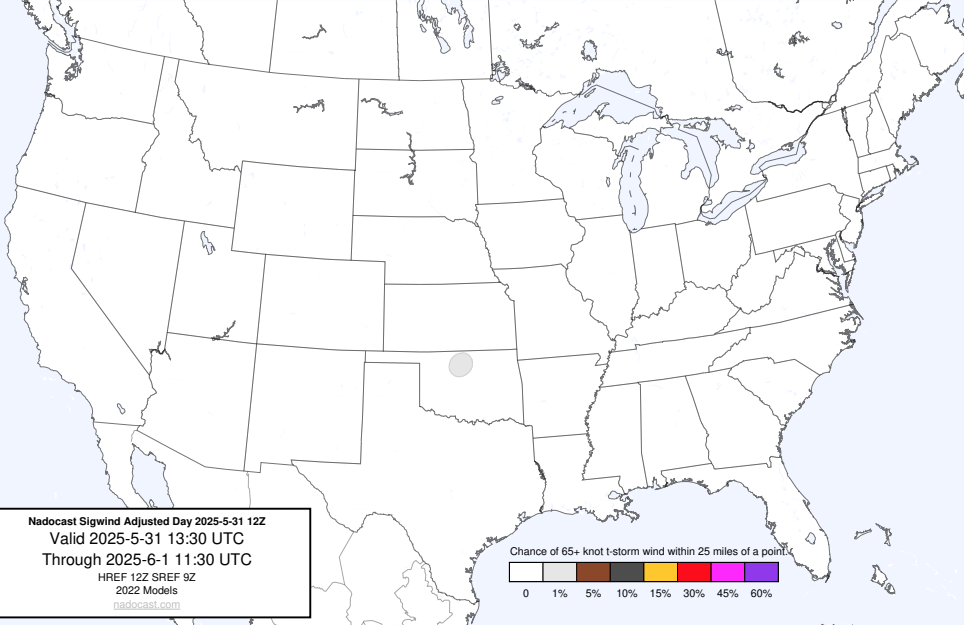 Nadocast Sigwind Adjusted Day 2025-5-31 12Z
Valid 2025-5-31 13:30 UTC
Through 2025-6-1 11:30 UTC
HREF 12Z SREF 9Z
2022 Models
nadocast.com
Chance of 65+ knot t-storm wind within 25 miles of a point.
0 1% 5% 10% 15% 30% 45% 60%